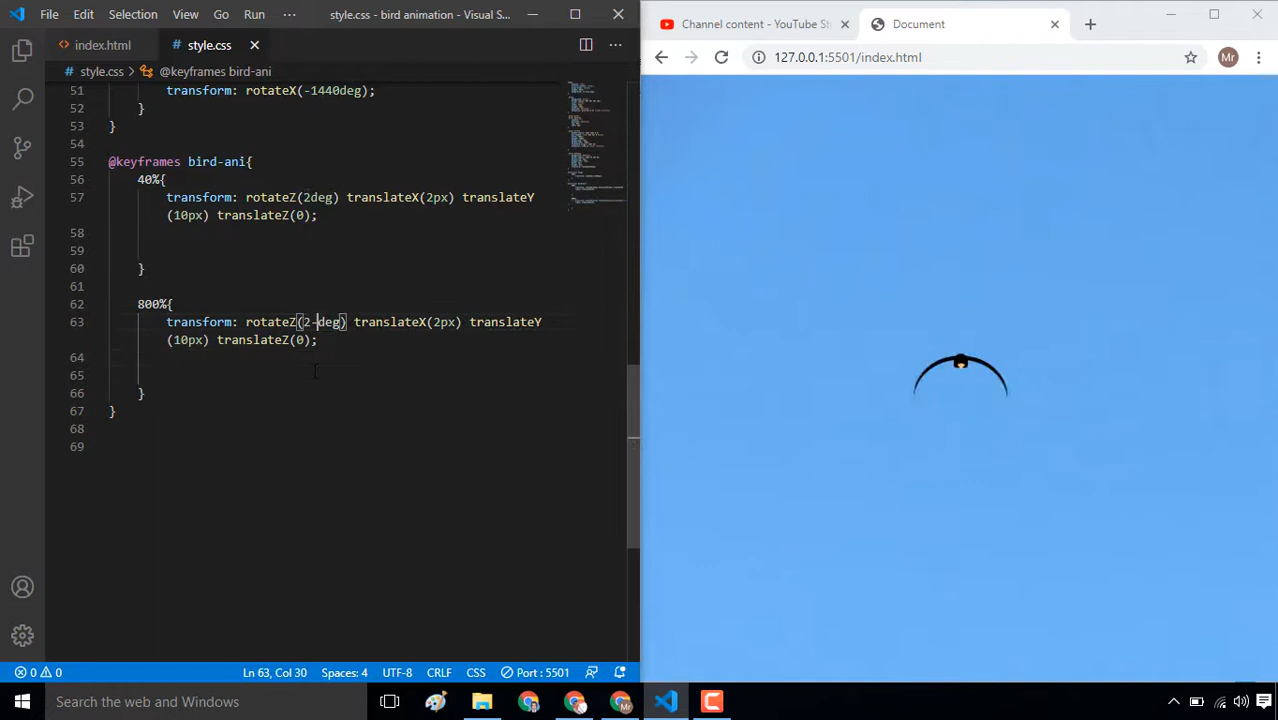 File Edit Selection View Go Run ··· style.css - bird animation - Visual S...
index.html style.css
style.css > @keyframes bird-ani
51 transform: rotateX(-1440deg);
52 }
53 }
54
55 @keyframes bird-ani{
56 40%{
57 transform: rotateZ(2deg) translateX(2px) translateY
(10px) translateZ(0);
58
59
60 }
61
62 800%{
63 transform: rotateZ(2-deg) translateX(2px) translateY
(10px) translateZ(0);
64
65
66 }
67 }
68
69
0 0 Ln 63, Col 30 Spaces: 4 UTF-8 CRLF CSS Port : 5501
Channel content - YouTube St Document
127.0.0.1:5501/index.html Mr
Search the web and Windows
Mr